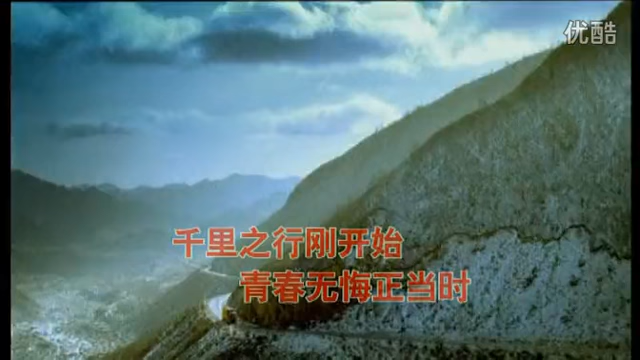 优酷
千里之行刚开始
青春无悔正当时